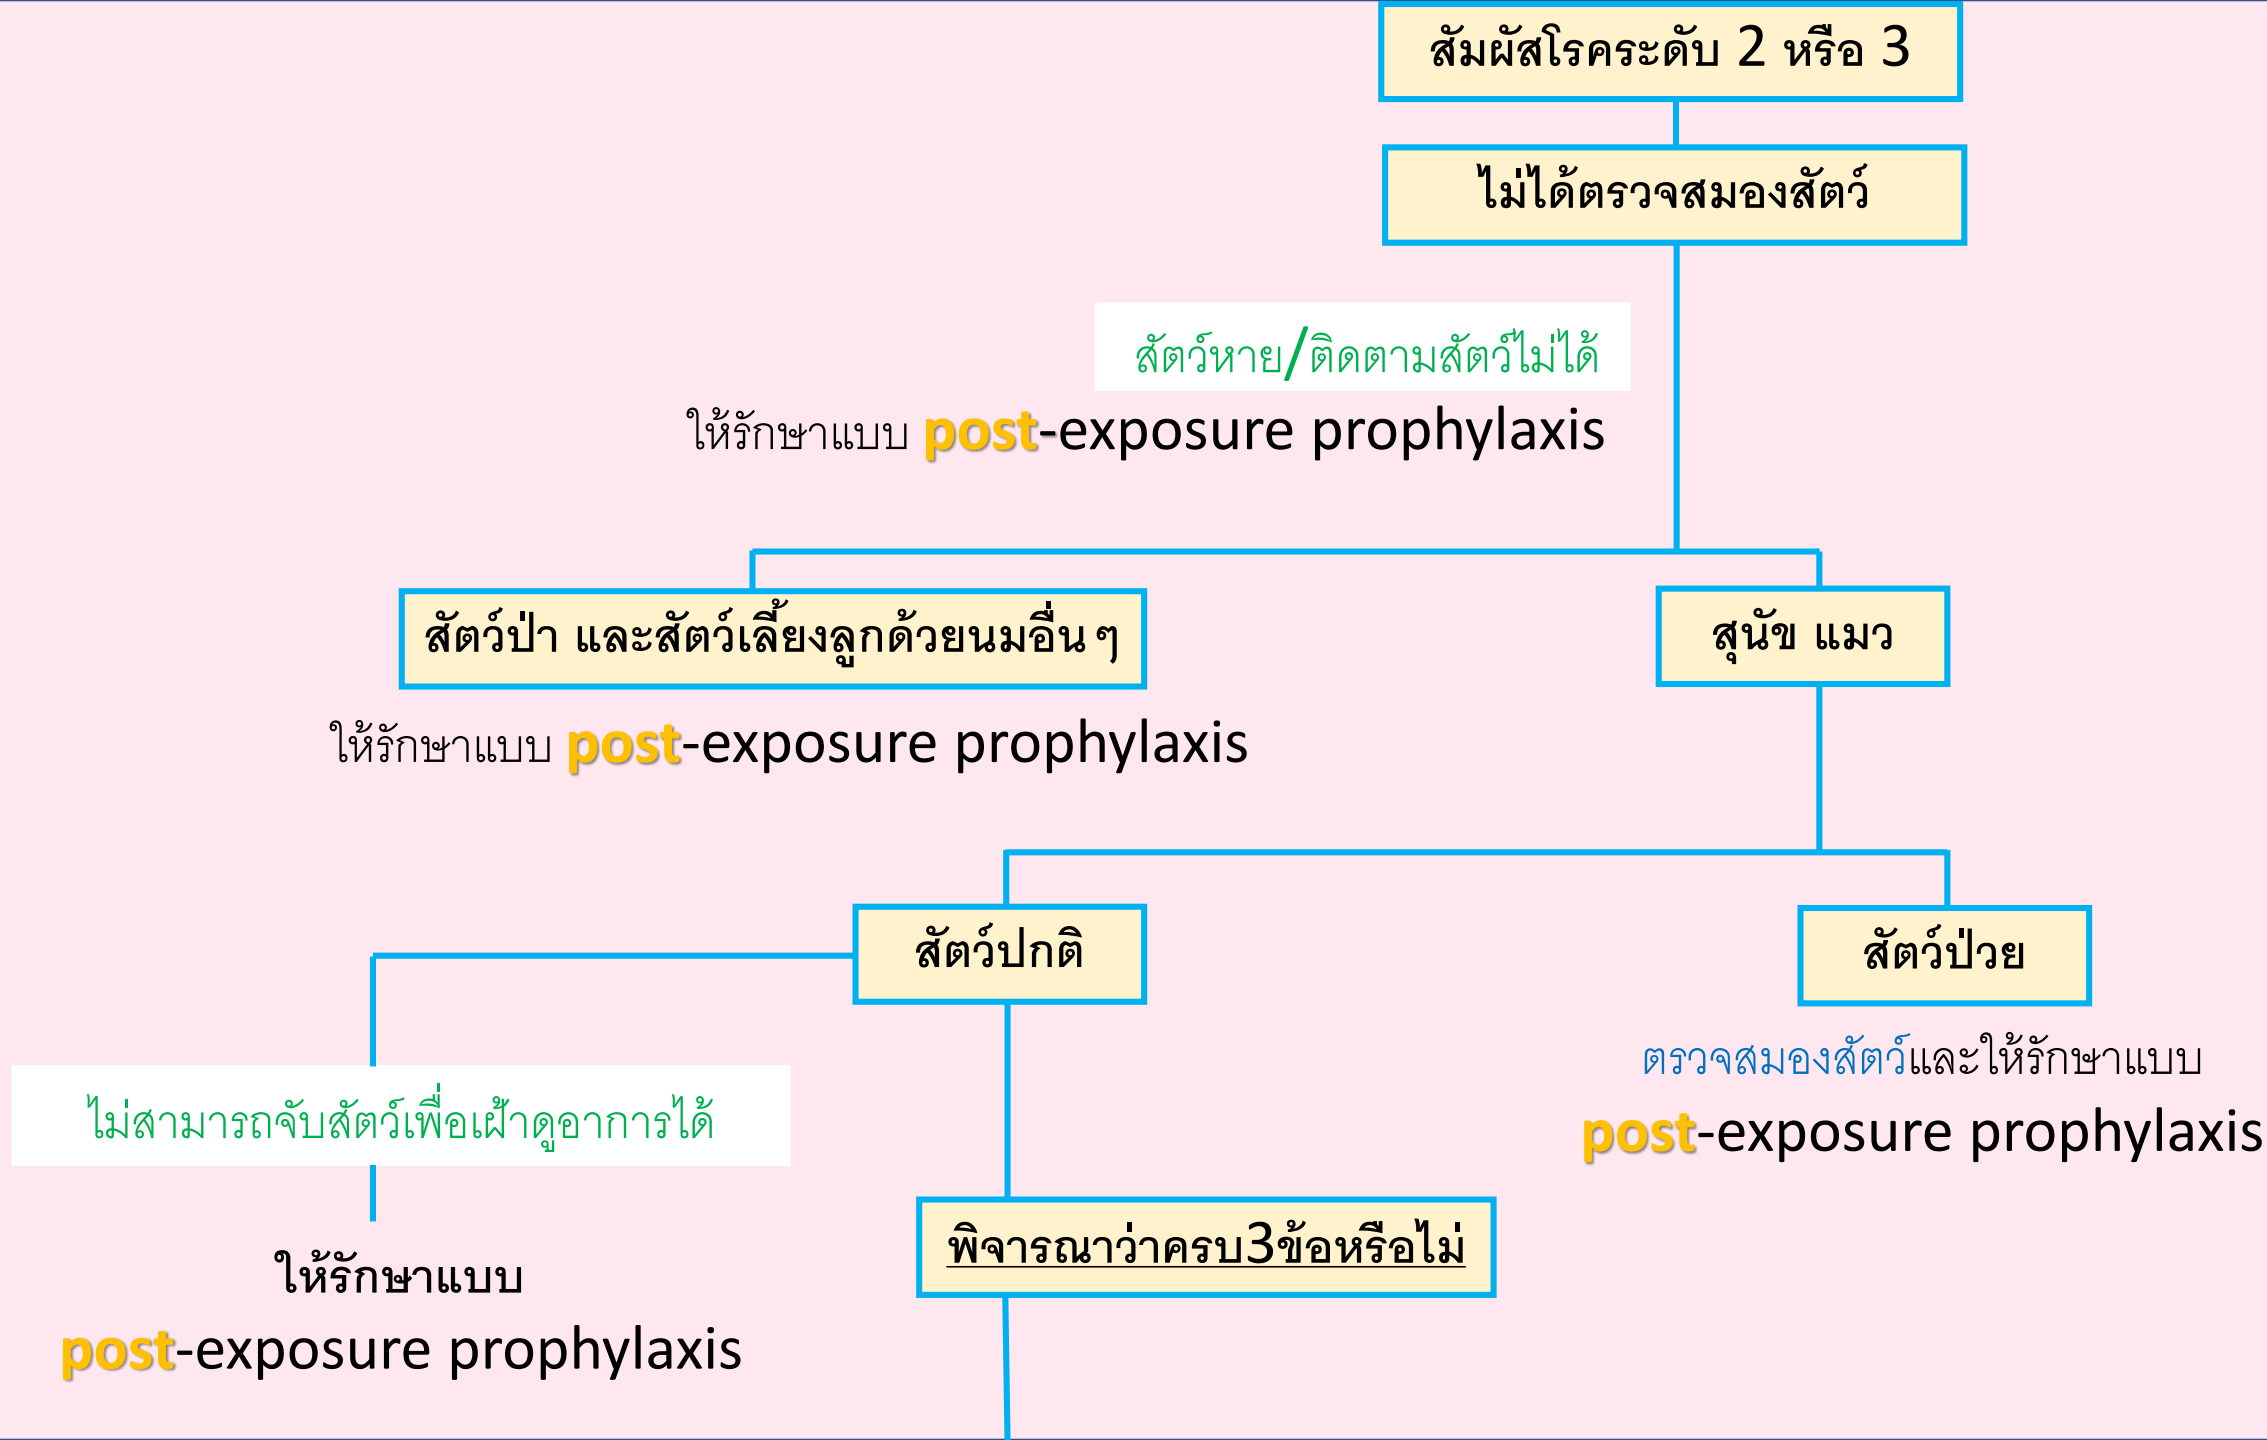 สัมผัสโรคระดับ 2 หรือ 3
ไม่ได้ตรวจสมองสัตว์
สัตว์หาย/ติดตามสัตว์ไม่ได้
ให้รักษาแบบ post-exposure prophylaxis
สัตว์ป่า และสัตว์เลี้ยงลูกด้วยนมอื่น ๆ
สุนัข แมว
ให้รักษาแบบ post-exposure prophylaxis
สัตว์ปกติ
สัตว์ป่วย
ตรวจสมองสัตว์และให้รักษาแบบ
post-exposure prophylaxis
ไม่สามารถจับสัตว์เพื่อเฝ้าดูอาการได้
พิจารณาว่าครบ3ข้อหรือไม่
ให้รักษาแบบ
post-exposure prophylaxis